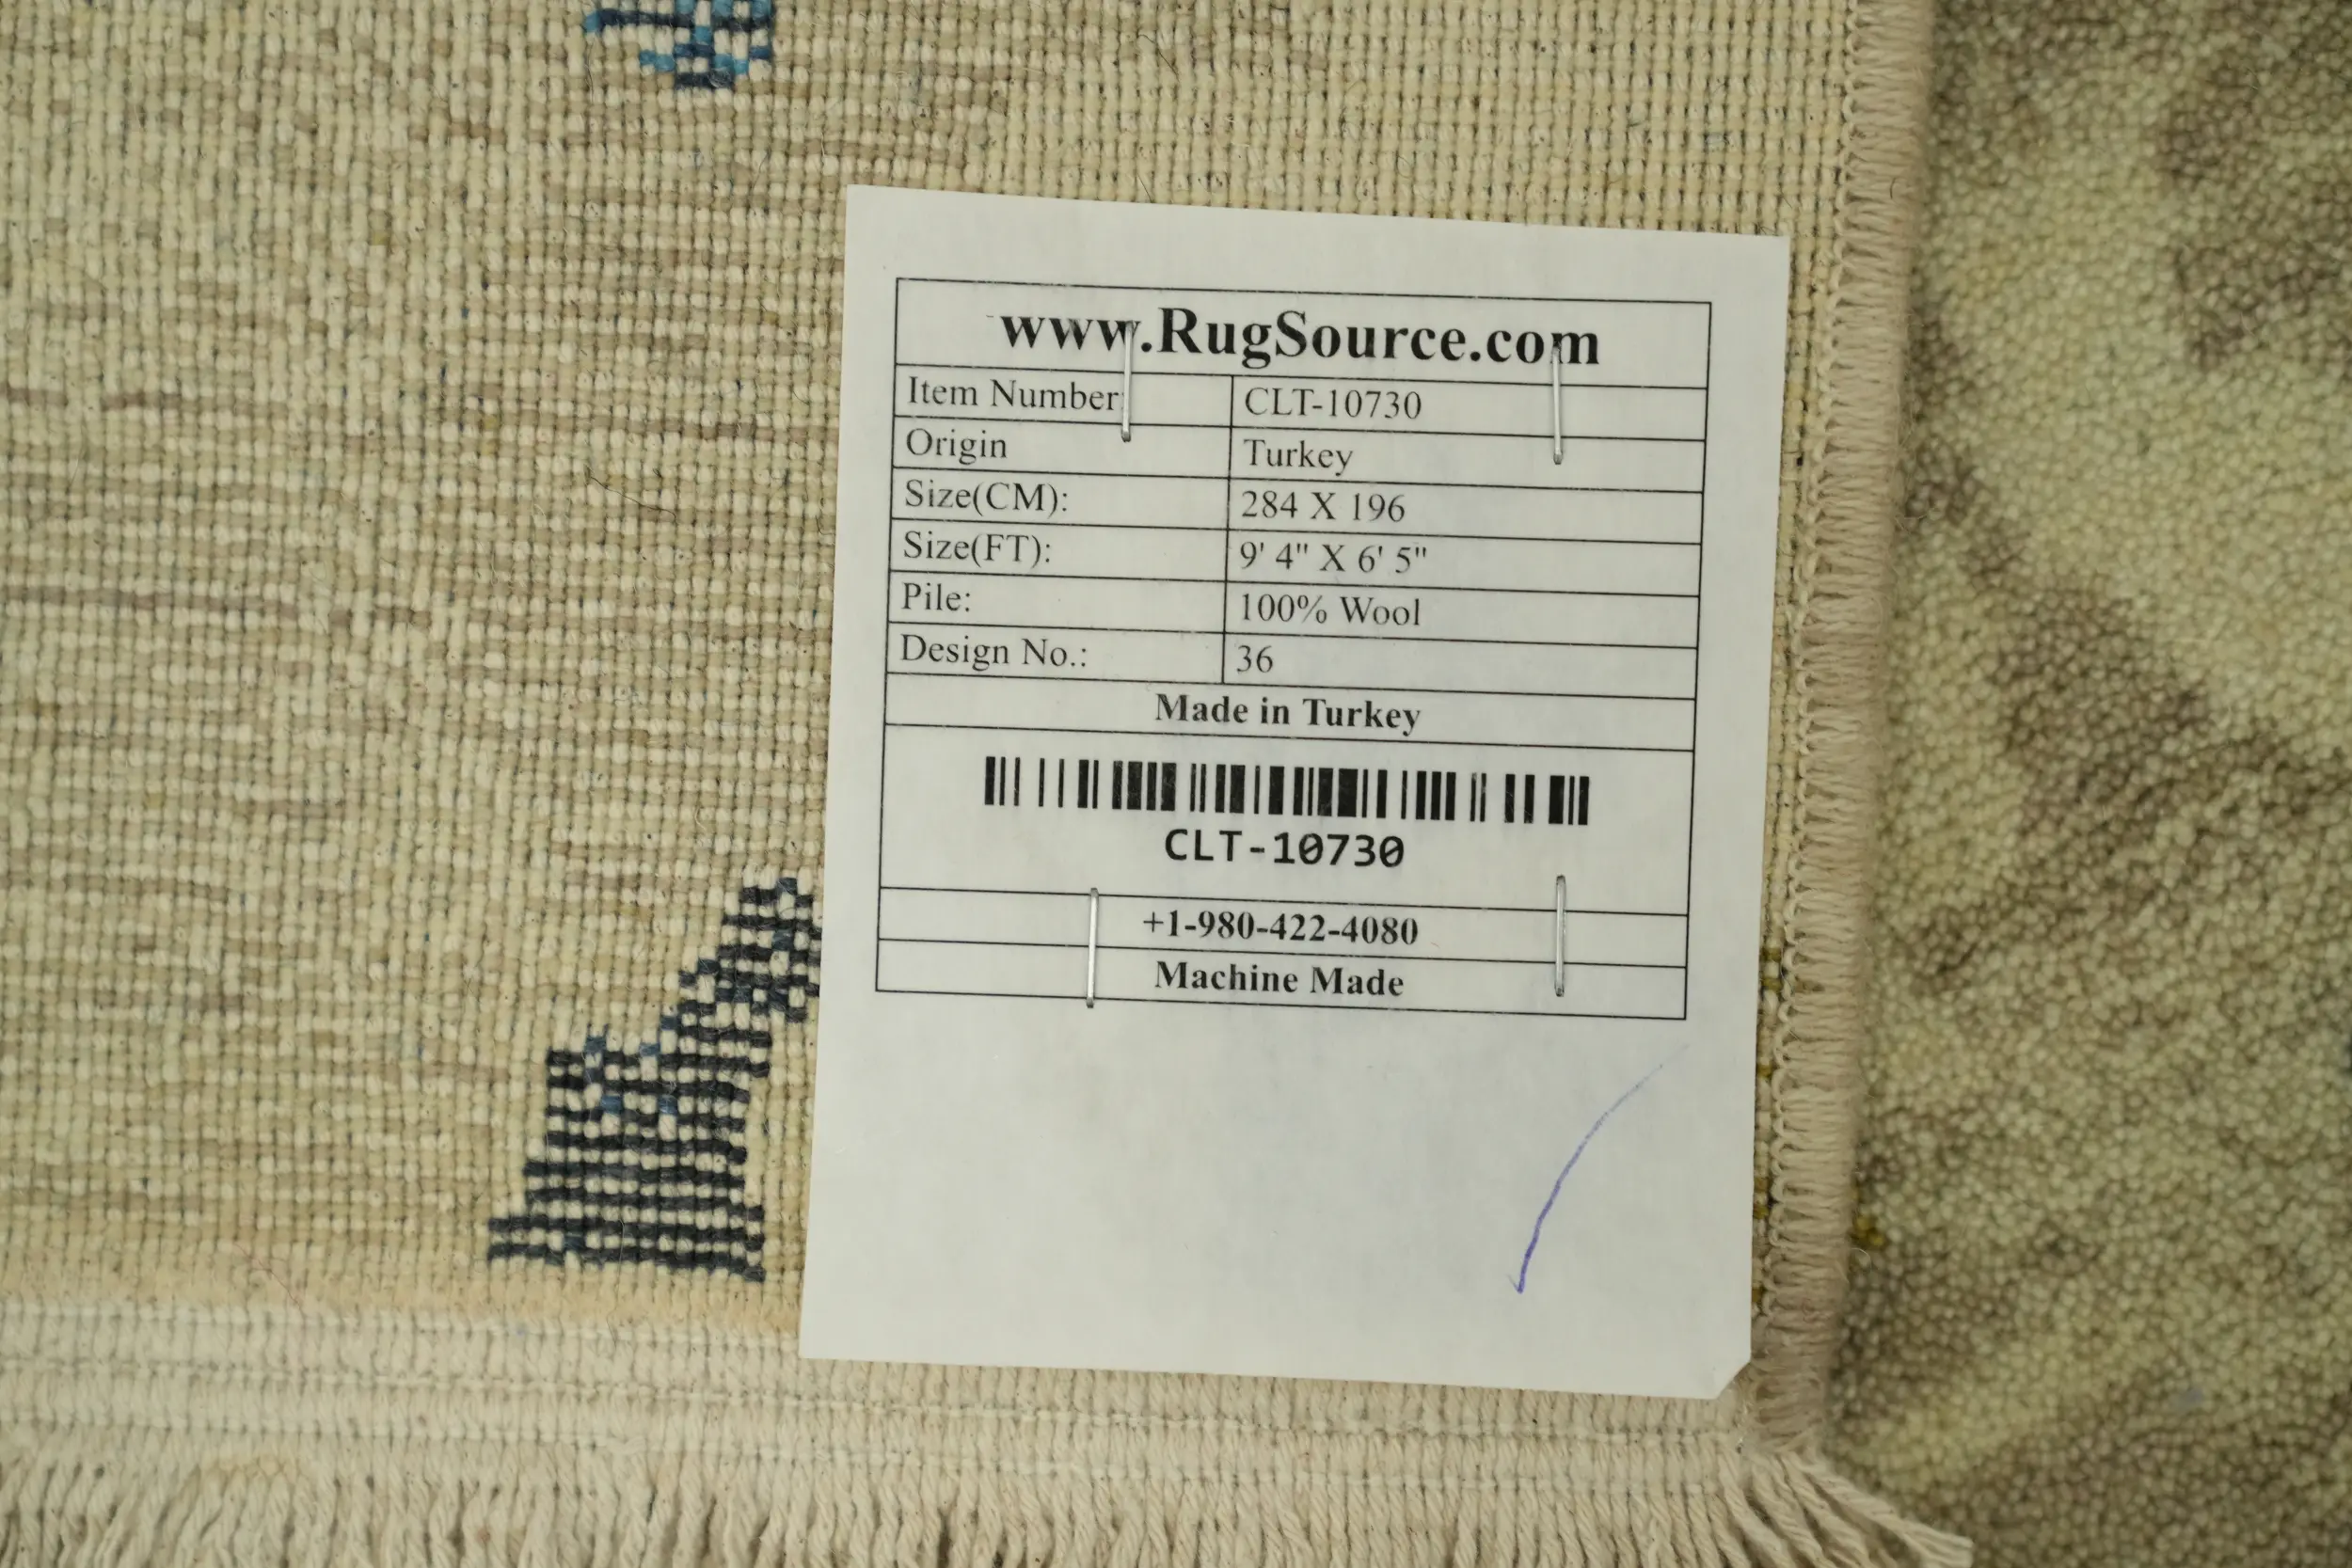 www.RugSource.com
Item Number: CLT-10730
Origin Turkey
Size(CM): 284 X 196
Size(FT): 9' 4" X 6' 5"
Pile: 100% Wool
Design No.: 36
Made in Turkey
CLT-10730
+1-980-422-4080
Machine Made